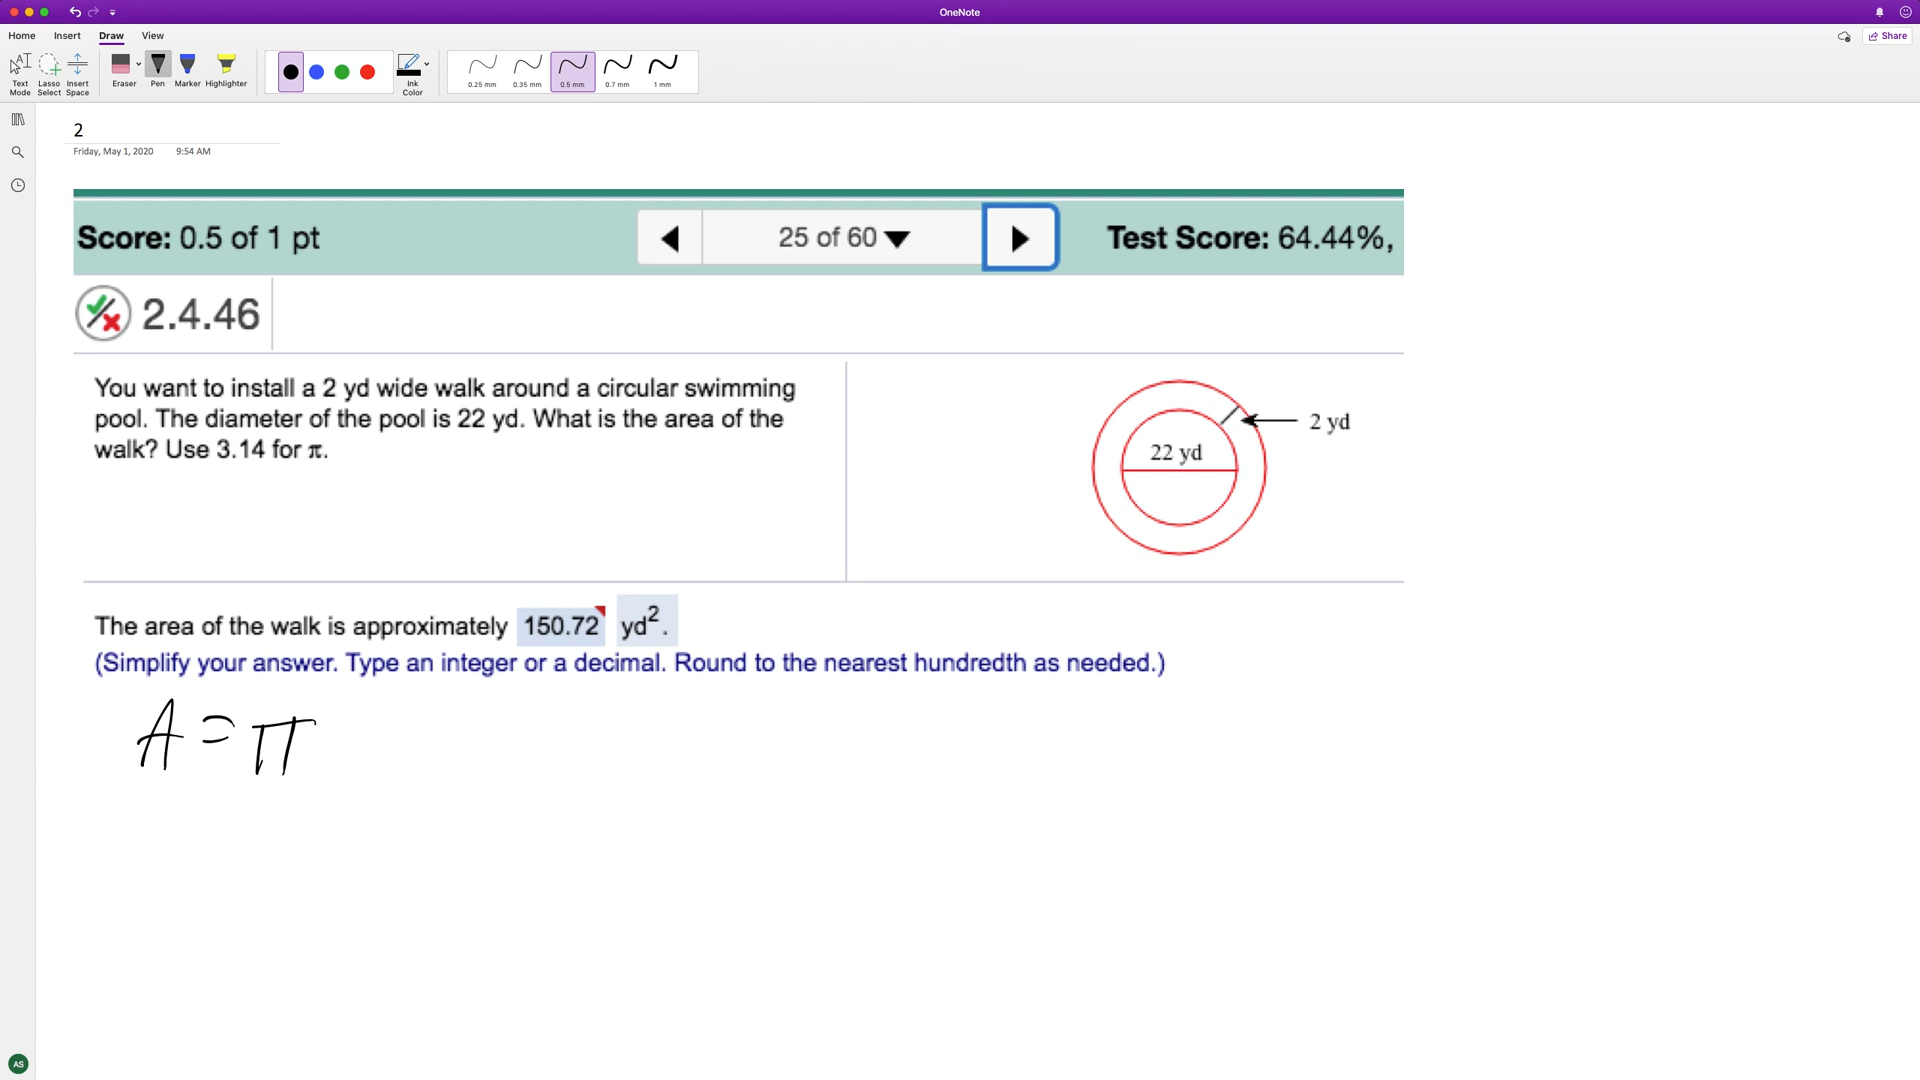 OneNote
Home Insert Draw View
Share
Text Mode
Lasso Select
Insert Space
Eraser
Pen
Marker
Highlighter
Ink Color
0.25 mm
0.35 mm
0.5 mm
0.7 mm
1 mm
2
Friday, May 1, 2020 9:54 AM
Score: 0.5 of 1 pt
25 of 60
Test Score: 64.44%,
2.4.46
You want to install a 2 yd wide walk around a circular swimming
pool. The diameter of the pool is 22 yd. What is the area of the
walk? Use 3.14 for π.
2 yd
22 yd
The area of the walk is approximately 150.72 yd².
(Simplify your answer. Type an integer or a decimal. Round to the nearest hundredth as needed.)
A = π
AS